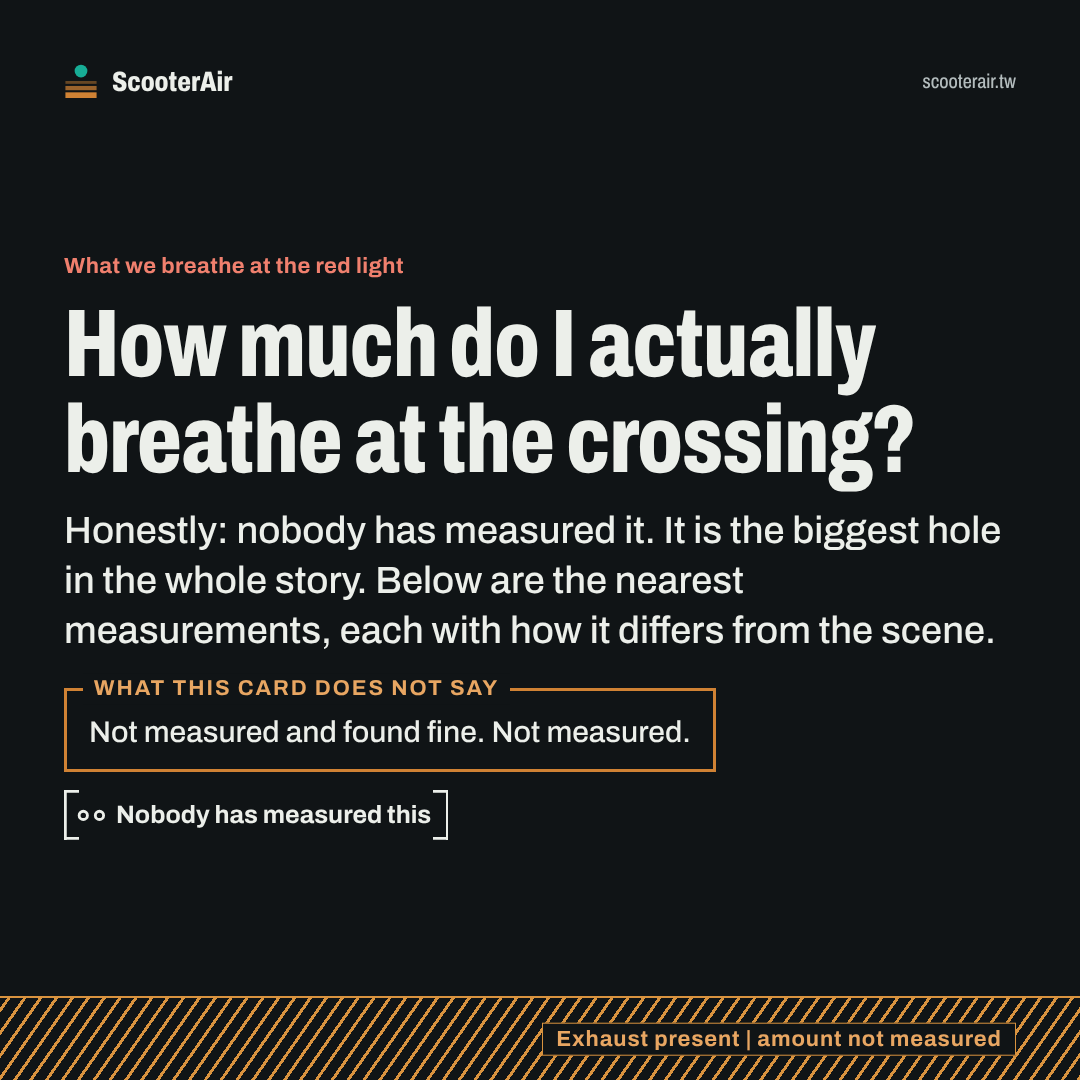 ScooterAir
scooterair.tw
What we breathe at the red light
How much do I actually
breathe at the crossing?
Honestly: nobody has measured it. It is the biggest hole
in the whole story. Below are the nearest
measurements, each with how it differs from the scene.
WHAT THIS CARD DOES NOT SAY
Not measured and found fine. Not measured.
Nobody has measured this
Exhaust present | amount not measured